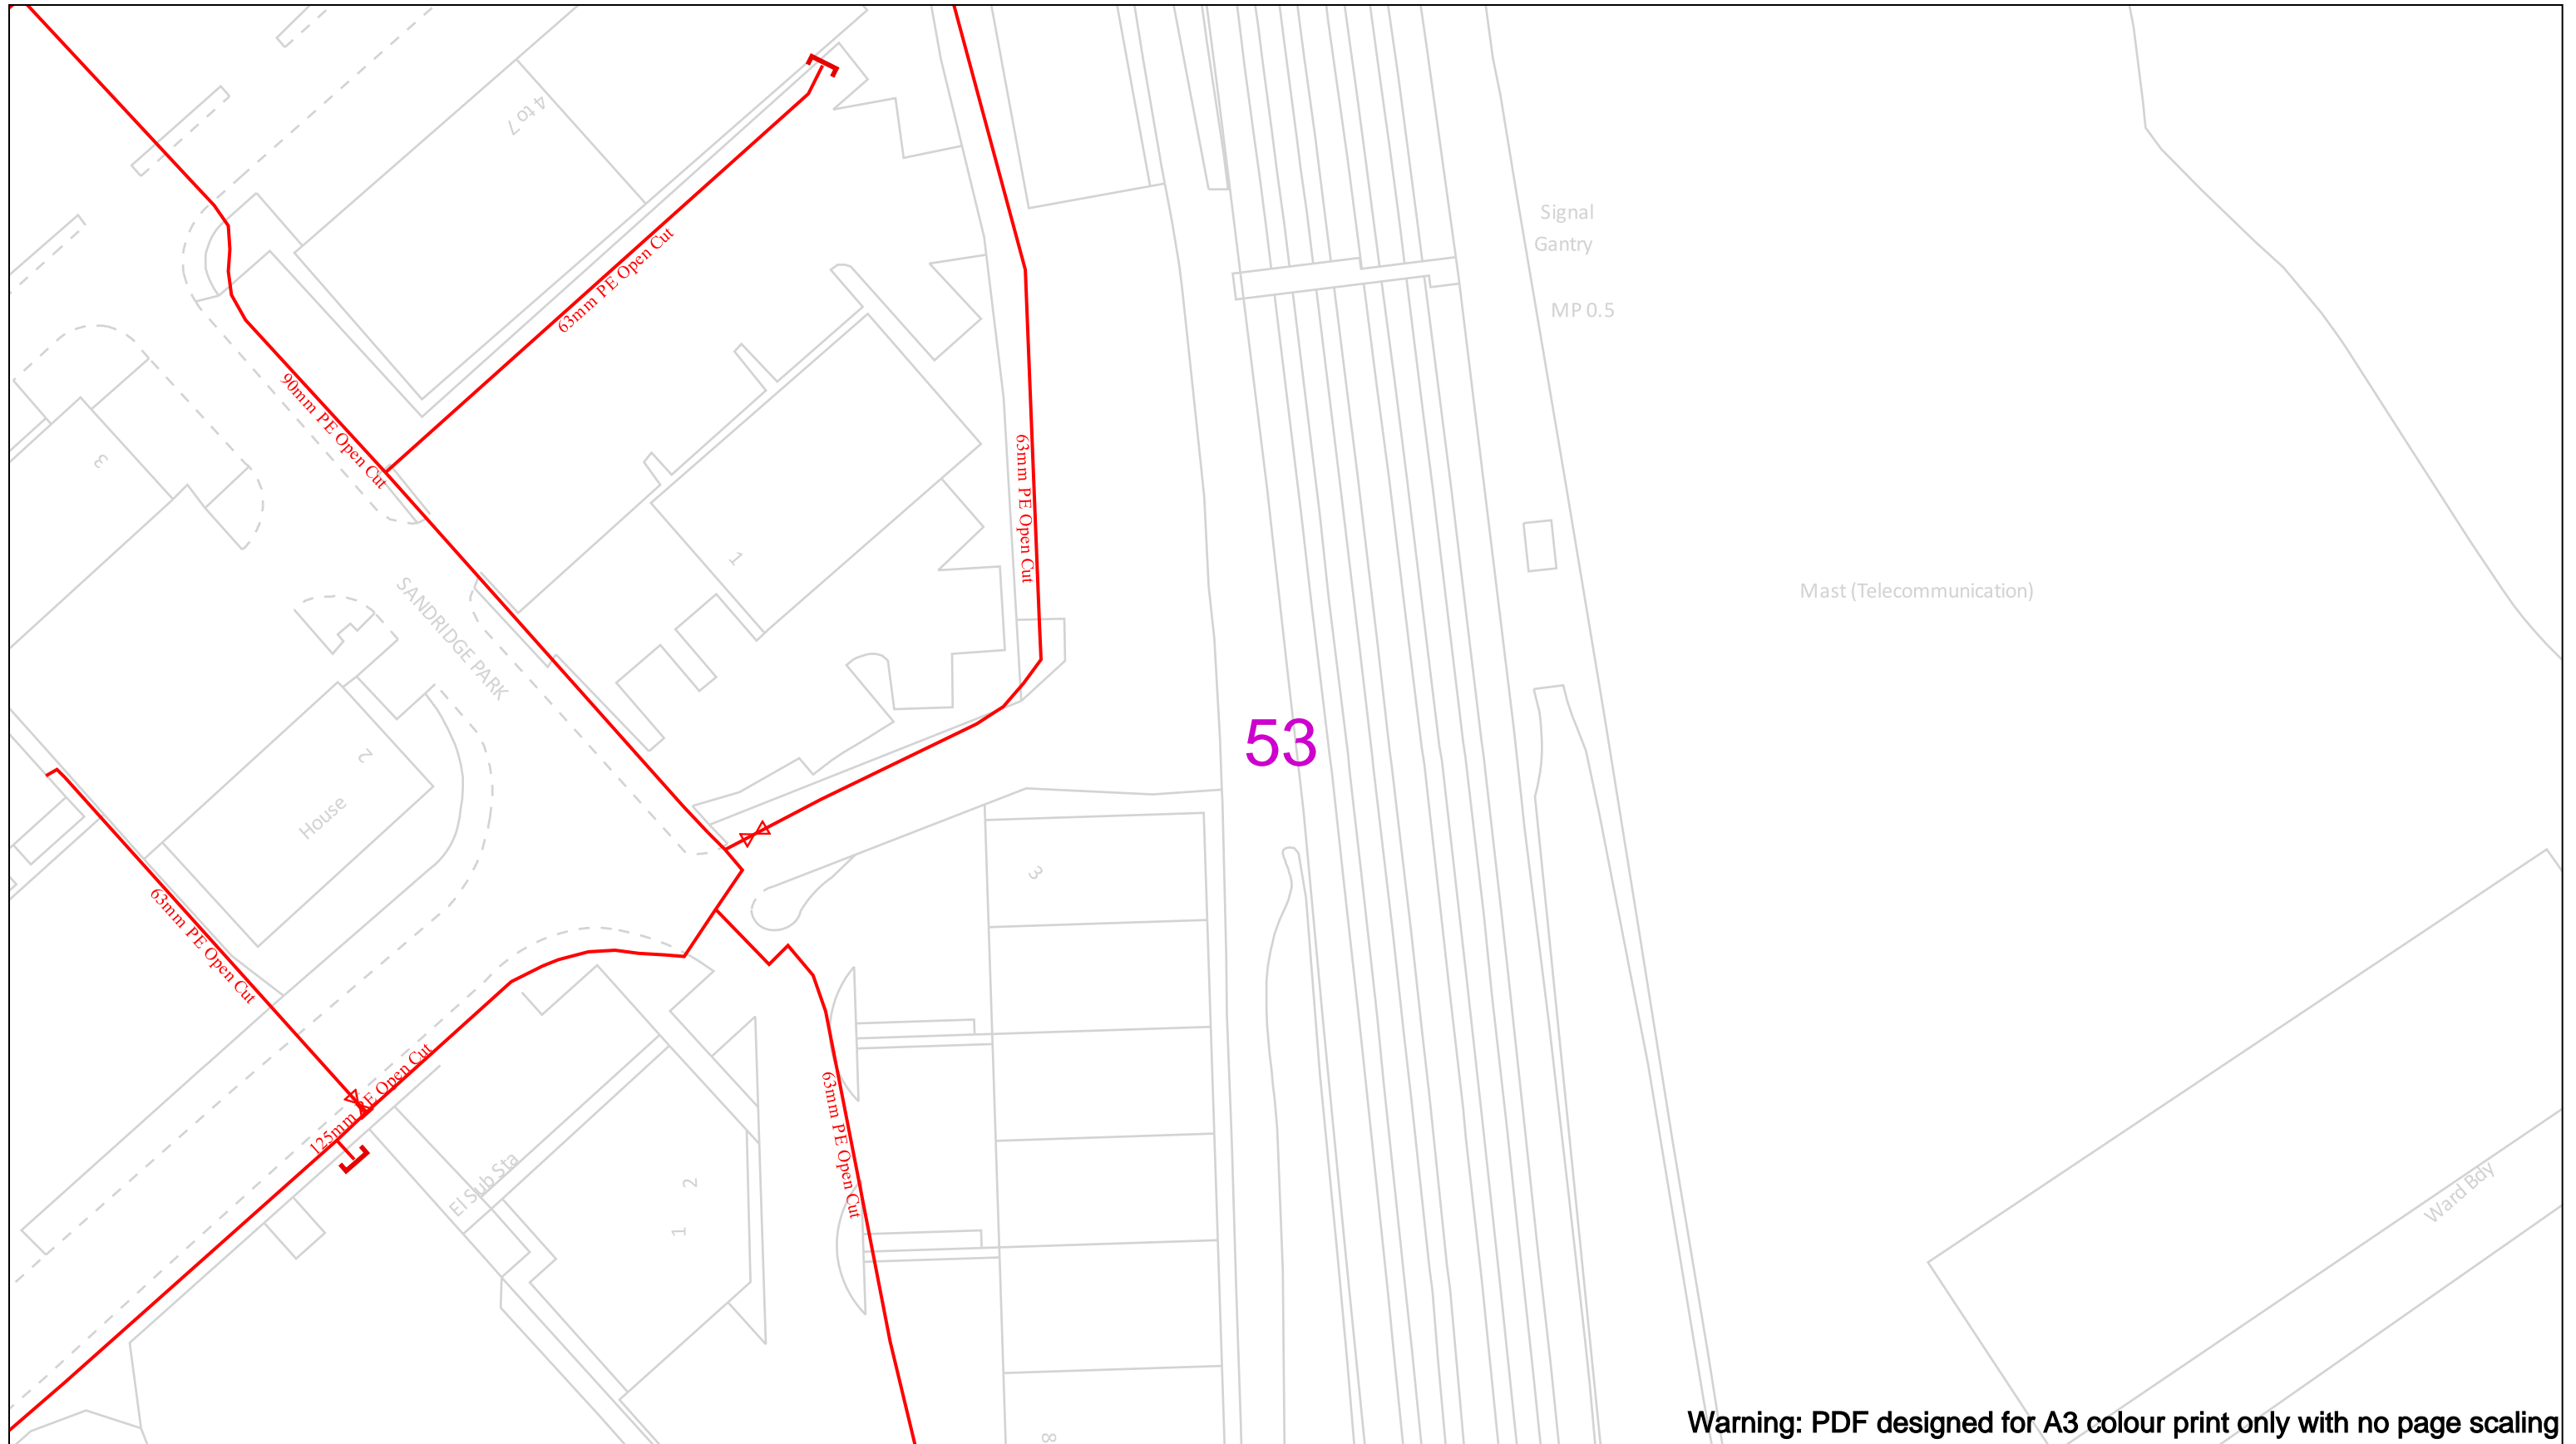 4 to 7
Signal
Gantry
MP 0.5
63mm PE Open Cut
90mm PE Open Cut
3
63mm PE Open Cut
1
SANDRIDGE PARK
Mast (Telecommunication)
53
2
House
3
63mm PE Open Cut
125mm PE Open Cut
63mm PE Open Cut
El Sub Sta
2
1
Ward Bdy
8
Warning: PDF designed for A3 colour print only with no page scaling